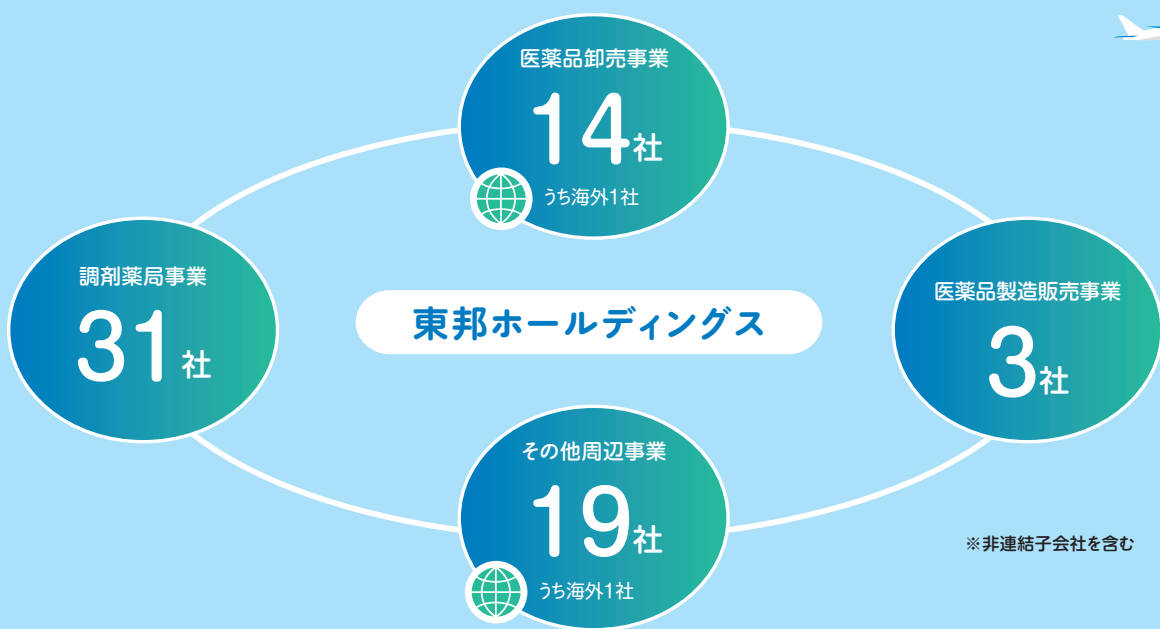 医薬品卸売事業
14社
うち海外1社
調剤薬局事業
31社
東邦ホールディングス
医薬品製造販売事業
3社
その他周辺事業
19社
うち海外1社
※非連結子会社を含む